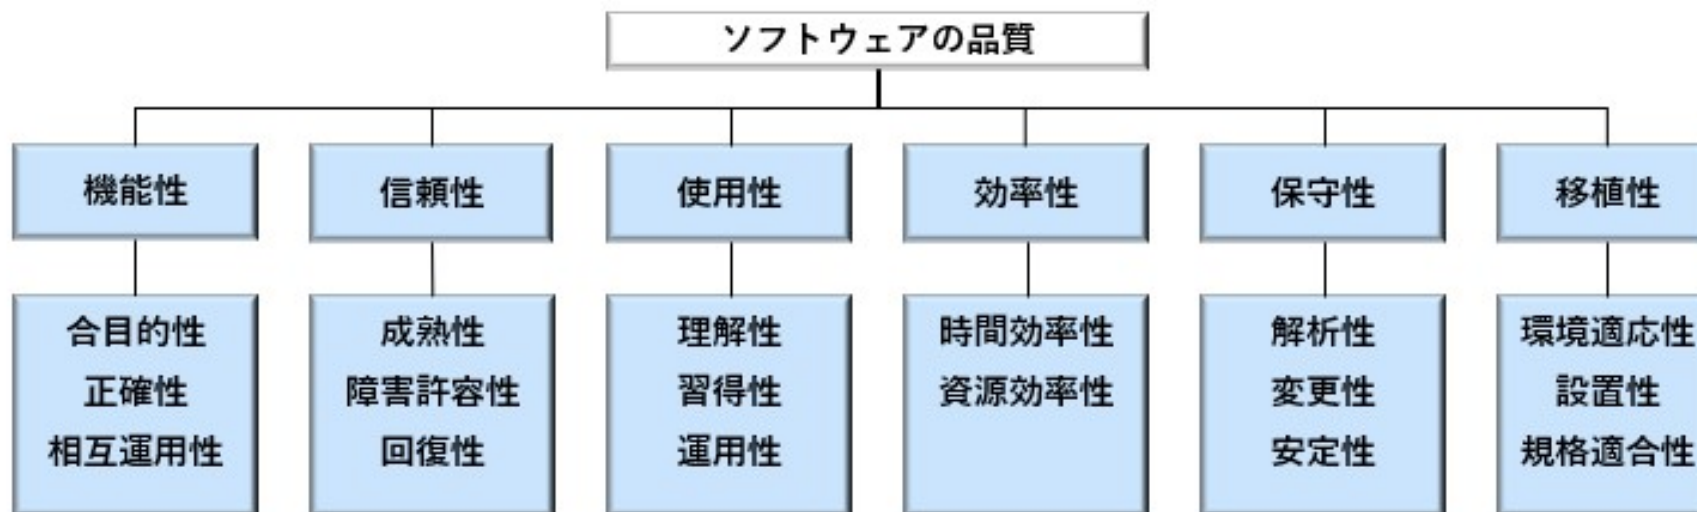 ソフトウェアの品質
機能性
信頼性
使用性
効率性
保守性
移植性
合目的性
正確性
相互運用性
成熟性
障害許容性
回復性
理解性
習得性
運用性
時間効率性
資源効率性
解析性
変更性
安定性
環境適応性
設置性
規格適合性